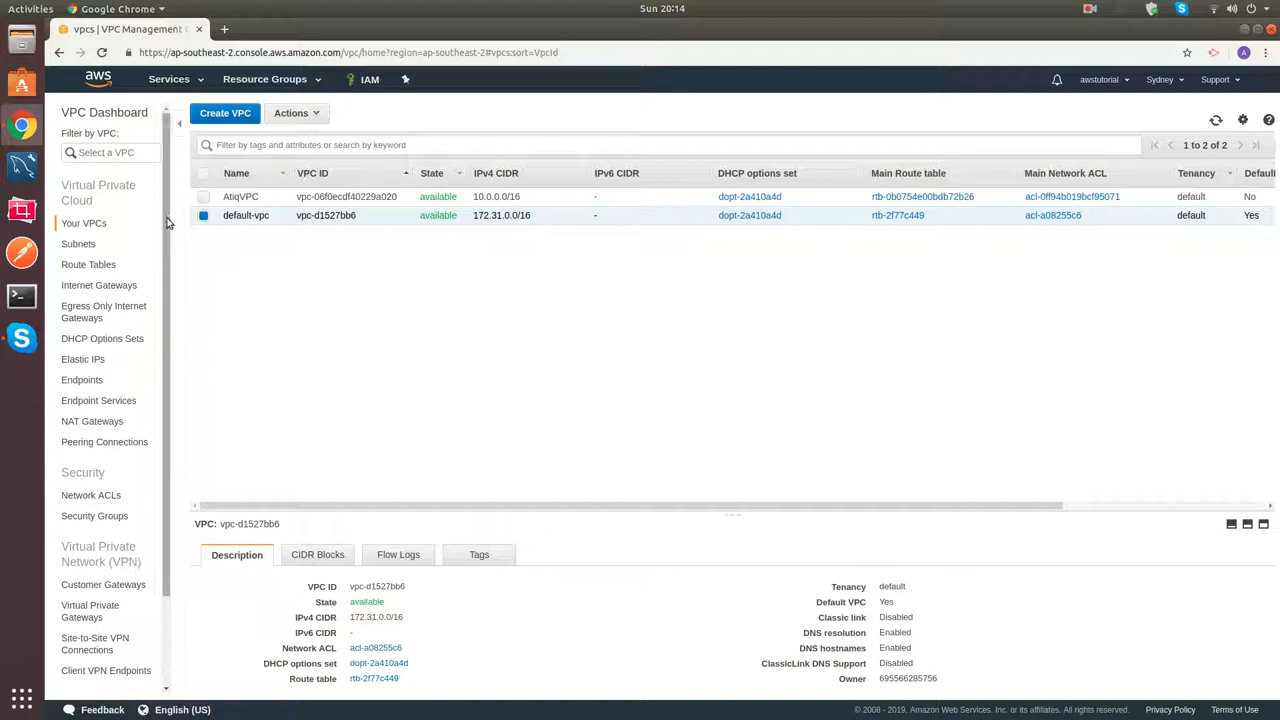 Activities Google Chrome Sun 20:14
vpcs | VPC Management C
https://ap-southeast-2.console.aws.amazon.com/vpc/home?region=ap-southeast-2#vpcs:sort=VpcId A
aws Services Resource Groups IAM awstutorial Sydney Support
VPC Dashboard
Filter by VPC:
Select a VPC
Virtual Private
Cloud
Your VPCs
Subnets
Route Tables
Internet Gateways
Egress Only Internet
Gateways
DHCP Options Sets
Elastic IPs
Endpoints
Endpoint Services
NAT Gateways
Peering Connections
Security
Network ACLs
Security Groups
Virtual Private
Network (VPN)
Customer Gateways
Virtual Private
Gateways
Site-to-Site VPN
Connections
Client VPN Endpoints
Create VPC Actions
Filter by tags and attributes or search by keyword 1 to 2 of 2
Name VPC ID State IPv4 CIDR IPv6 CIDR DHCP options set Main Route table Main Network ACL Tenancy Default
AtiqVPC vpc-06f0ecdf40229a020 available 10.0.0.0/16 - dopt-2a410a4d rtb-0b0754e00bdb72b26 acl-0ff94b019bcf95071 default No
default-vpc vpc-d1527bb6 available 172.31.0.0/16 - dopt-2a410a4d rtb-2f77c449 acl-a08255c6 default Yes
VPC: vpc-d1527bb6
Description CIDR Blocks Flow Logs Tags
VPC ID vpc-d1527bb6 Tenancy default
State available Default VPC Yes
IPv4 CIDR 172.31.0.0/16 Classic link Disabled
IPv6 CIDR - DNS resolution Enabled
Network ACL acl-a08255c6 DNS hostnames Enabled
DHCP options set dopt-2a410a4d ClassicLink DNS Support Disabled
Route table rtb-2f77c449 Owner 695566285756
Feedback English (US) © 2008 - 2019, Amazon Web Services, Inc. or its affiliates. All rights reserved. Privacy Policy Terms of Use